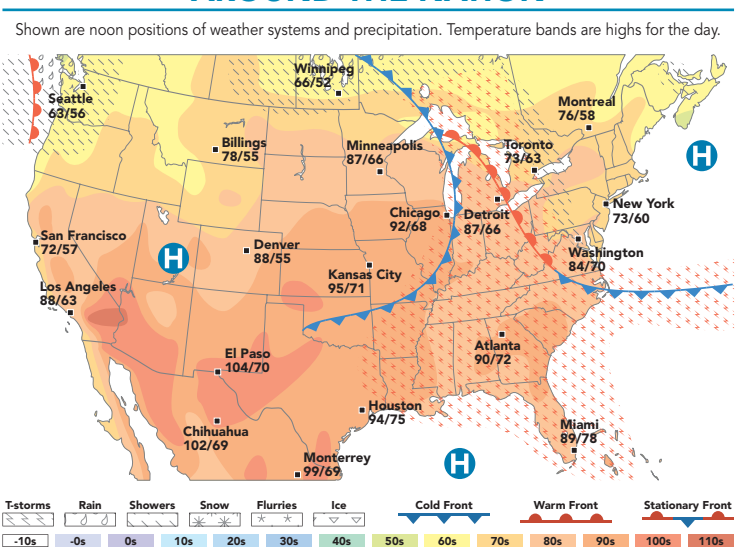 Shown are noon positions of weather systems and precipitation. Temperature bands are highs for the day.
Winnipeg
66/52
Seattle
63/56
Montreal
76/58
Billings
78/55
Minneapolis
87/66
Toronto
73/63
H
New York
73/60
Chicago
92/68
Detroit
87/66
San Francisco
72/57
Denver
88/55
H
Washington
84/70
Kansas City
95/71
Los Angeles
88/63
Atlanta
90/72
El Paso
104/70
Houston
94/75
Chihuahua
102/69
Miami
89/78
Monterrey
99/69
H
T-storms Rain Showers Snow Flurries Ice Cold Front Warm Front Stationary Front
-10s -0s 0s 10s 20s 30s 40s 50s 60s 70s 80s 90s 100s 110s